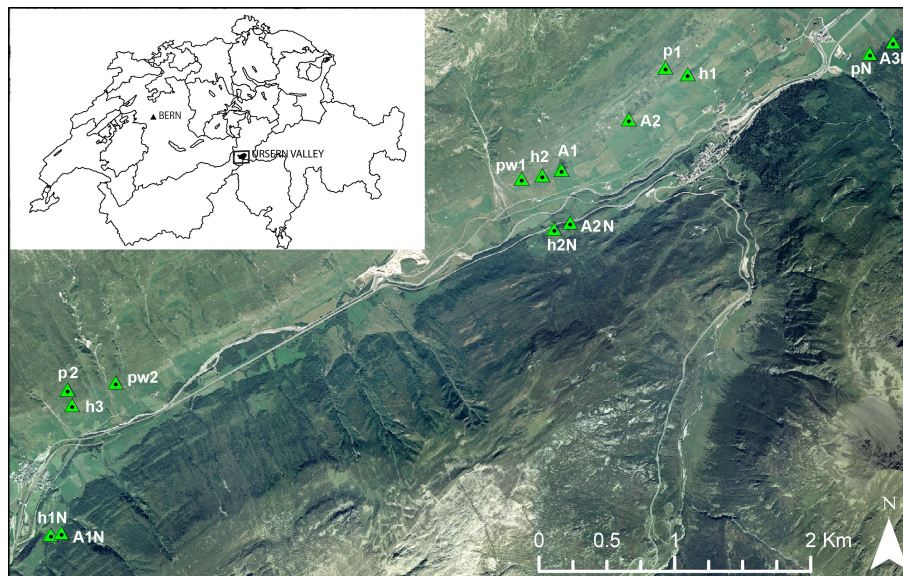 BERN
URSERN VALLEY
p1
h1
pN
A2
A1
h2
pw1
A2N
h2N
p2
pw2
h3
h1N
A1N
N
0 0.5 1 2 Km